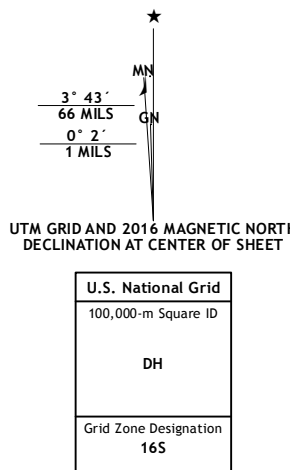 MN
3° 43´
66 MILS
GN
0° 2´
1 MILS
UTM GRID AND 2016 MAGNETIC NORTH
DECLINATION AT CENTER OF SHEET
U.S. National Grid
100,000-m Square ID
DH
Grid Zone Designation
16S